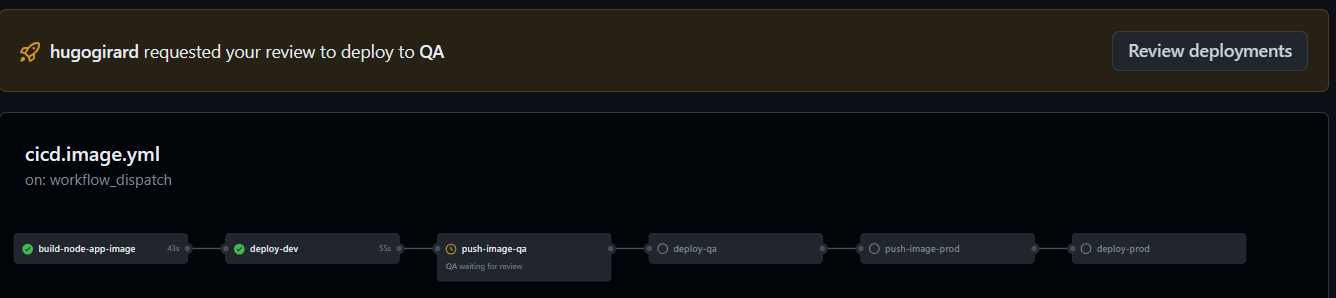 hugogirard requested your review to deploy to QA
Review deployments
cicd.image.yml
on: workflow_dispatch
build-node-app-image 43s
deploy-dev 55s
push-image-qa
QA waiting for review
deploy-qa
push-image-prod
deploy-prod